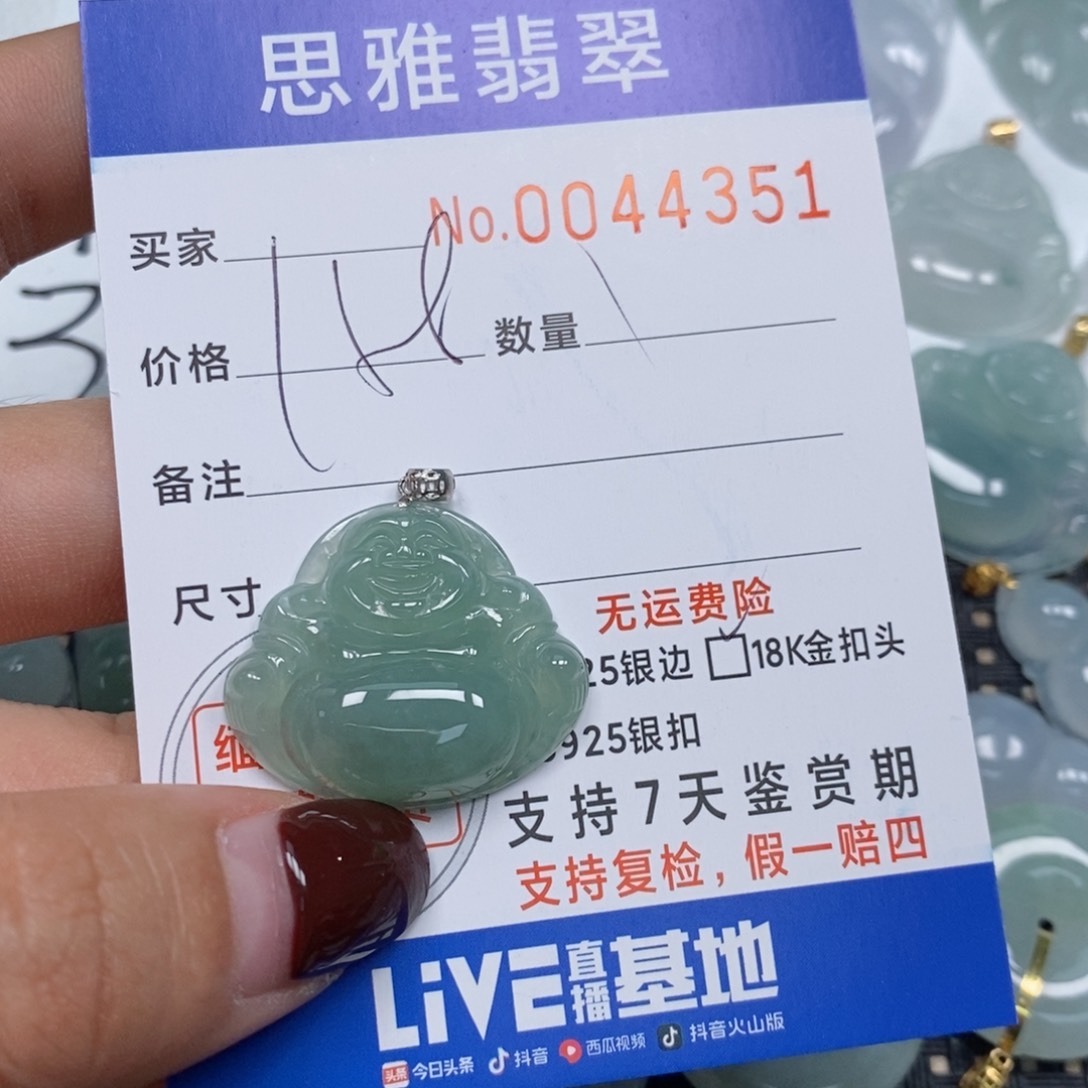 思雅翡翠
No.0044351
买家
价格
数量
备注
尺寸
无运费险
25银边 18K金扣头
925银扣
支持7天鉴赏期
支持复检，假一赔四
LiVE直播基地
头条 今日头条 抖音 西瓜视频 抖音火山版
3